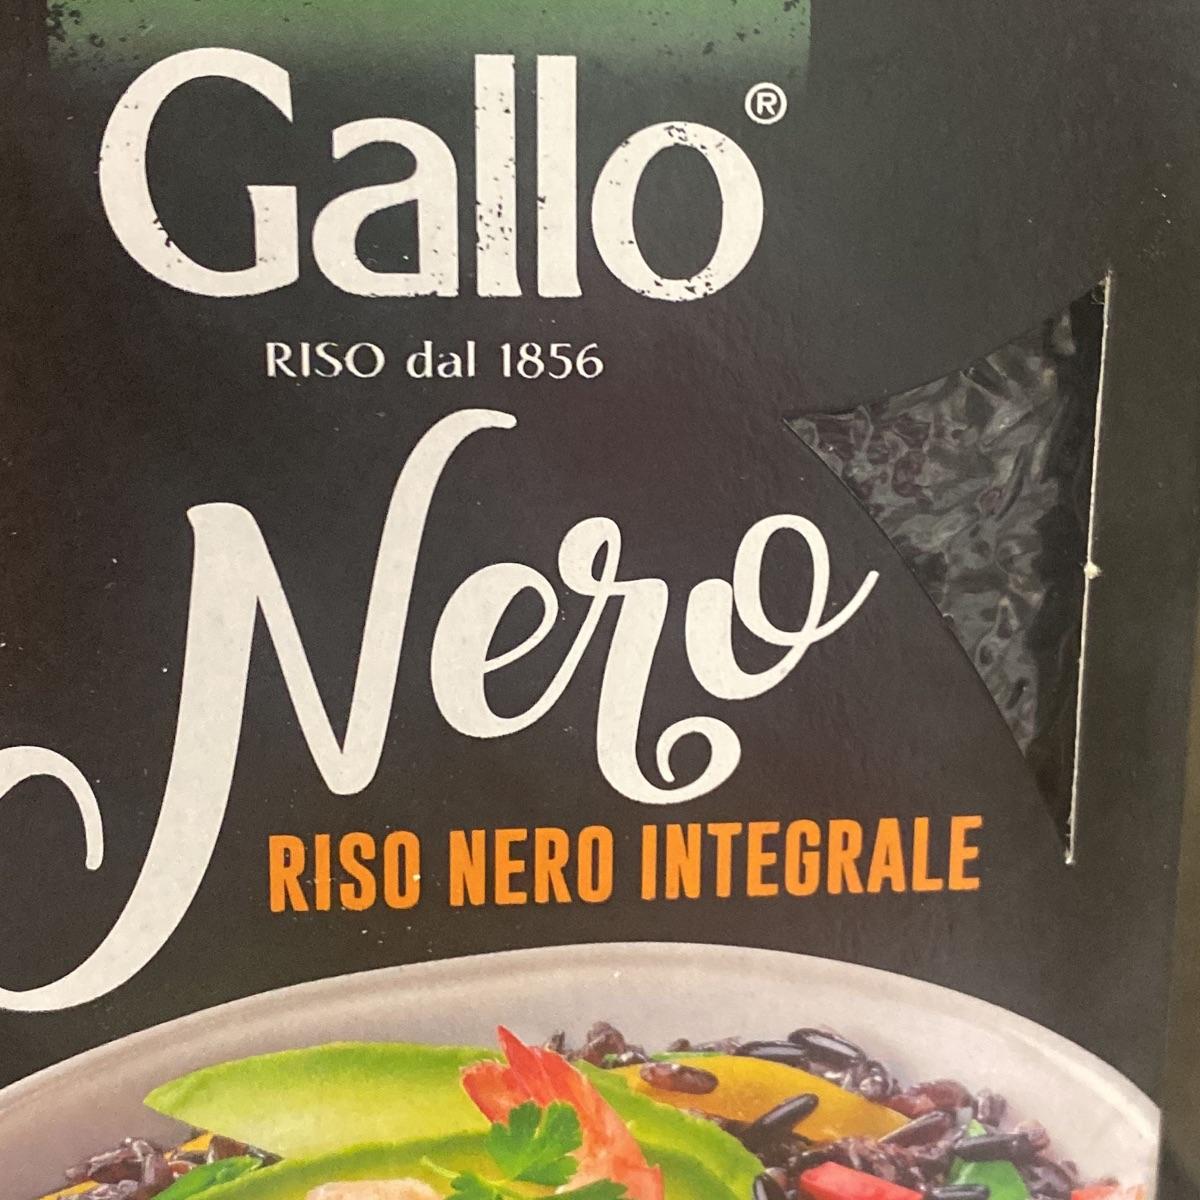 Gallo®
RISO dal 1856
Nero
RISO NERO INTEGRALE